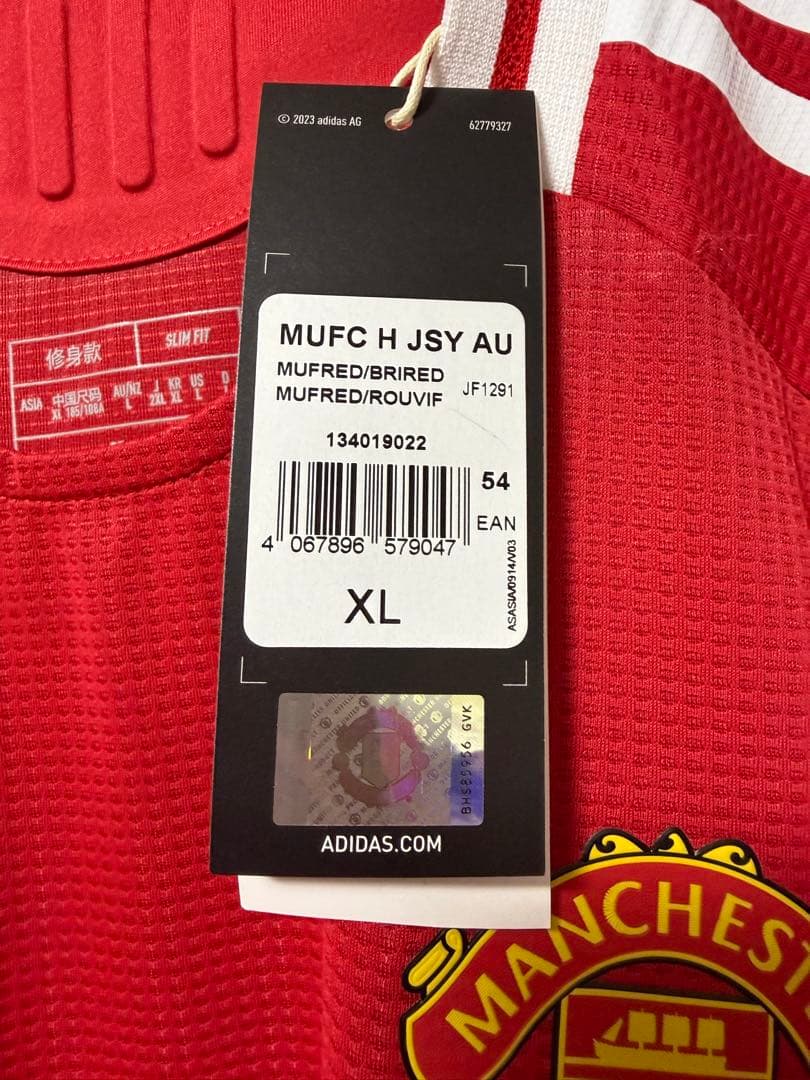 © 2023 adidas AG
62779327
MUFC H JSY AU
MUFRED/BRIRED
MUFRED/ROUVIF
JF1291
134019022
54
EAN
4 067896 579047
XL
ASASIA/0914/V03
BHS85956 GVK
ADIDAS.COM
修身款
SLIM FIT
ASIA 中国尺码 AU/NZ J KR US D
XL 185/108A L 2XL XL L
MANCHEST